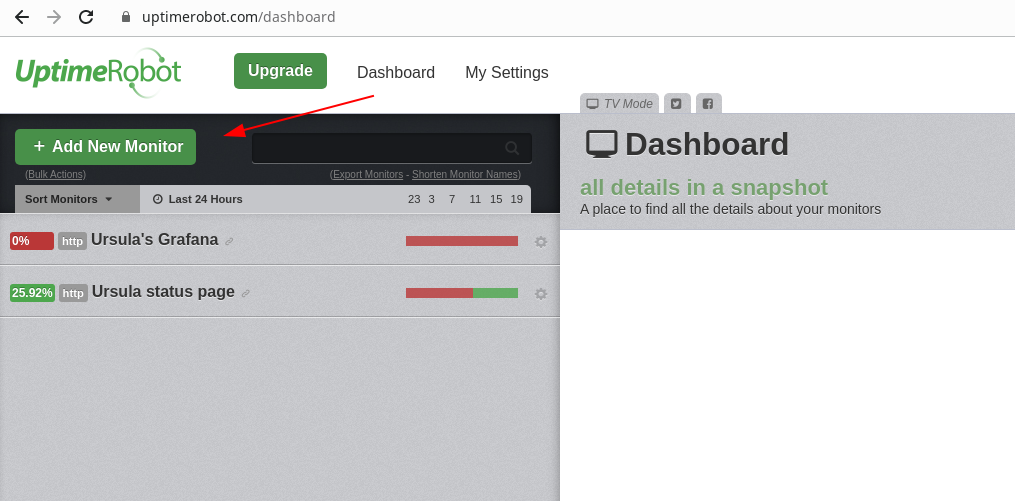 uptimerobot.com/dashboard
UptimeRobot
Upgrade
Dashboard
My Settings
TV Mode
+ Add New Monitor
(Bulk Actions)
(Export Monitors - Shorten Monitor Names)
Sort Monitors
Last 24 Hours
23 3 7 11 15 19
0% http Ursula's Grafana
25.92% http Ursula status page
Dashboard
all details in a snapshot
A place to find all the details about your monitors